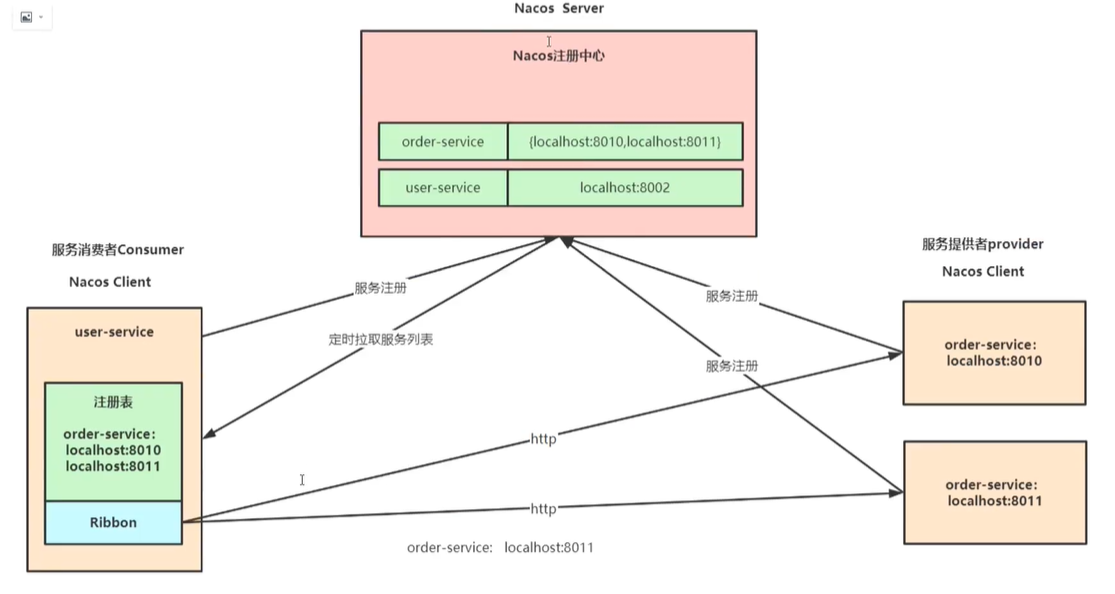 Nacos Server
Nacos注册中心
order-service
{localhost:8010,localhost:8011}
user-service
localhost:8002
服务消费者Consumer
Nacos Client
服务提供者provider
Nacos Client
user-service
注册表
order-service:
localhost:8010
localhost:8011
Ribbon
服务注册
定时拉取服务列表
服务注册
服务注册
http
http
order-service: localhost:8011
order-service:
localhost:8010
order-service:
localhost:8011